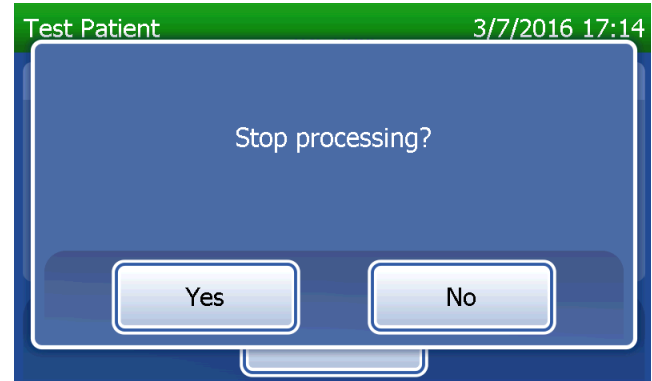 Test Patient 3/7/2016 17:14
Stop processing?
Yes No